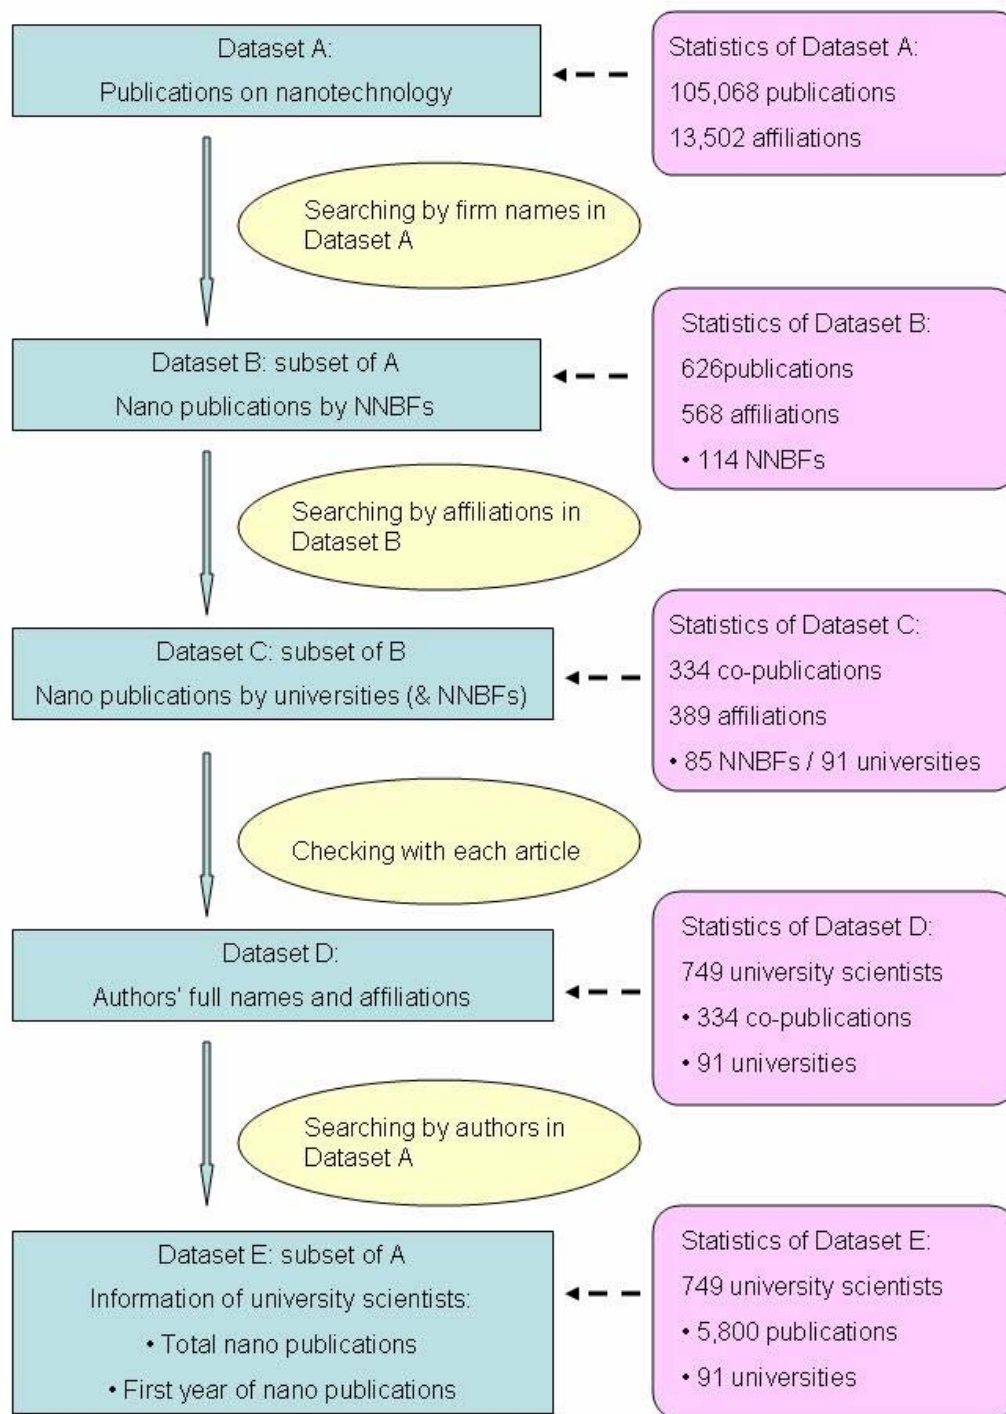 Dataset A:
Publications on nanotechnology
Statistics of Dataset A:
105,068 publications
13,502 affiliations
Searching by firm names in
Dataset A
Dataset B: subset of A
Nano publications by NNBFs
Statistics of Dataset B:
626publications
568 affiliations
• 114 NNBFs
Searching by affiliations in
Dataset B
Dataset C: subset of B
Nano publications by universities (& NNBFs)
Statistics of Dataset C:
334 co-publications
389 affiliations
• 85 NNBFs / 91 universities
Checking with each article
Dataset D:
Authors' full names and affiliations
Statistics of Dataset D:
749 university scientists
• 334 co-publications
• 91 universities
Searching by authors in
Dataset A
Dataset E: subset of A
Information of university scientists:
• Total nano publications
• First year of nano publications
Statistics of Dataset E:
749 university scientists
• 5,800 publications
• 91 universities